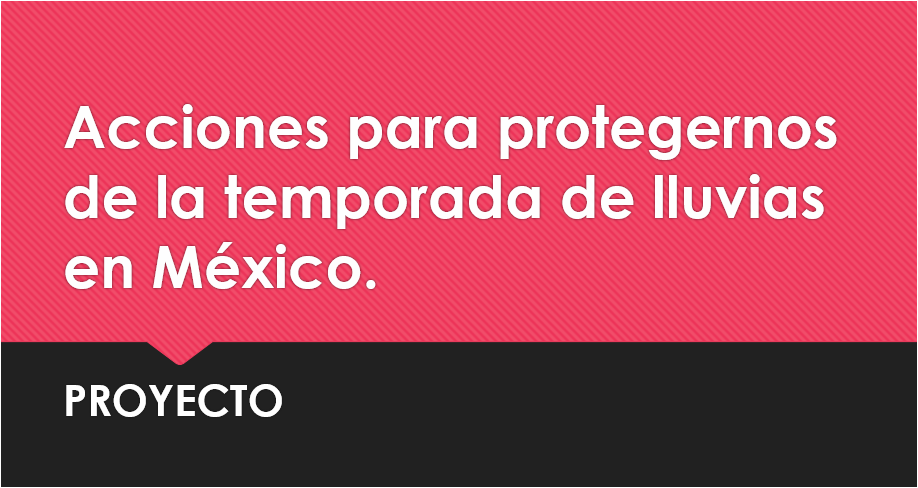 Acciones para protegernos
de la temporada de lluvias
en México.
PROYECTO